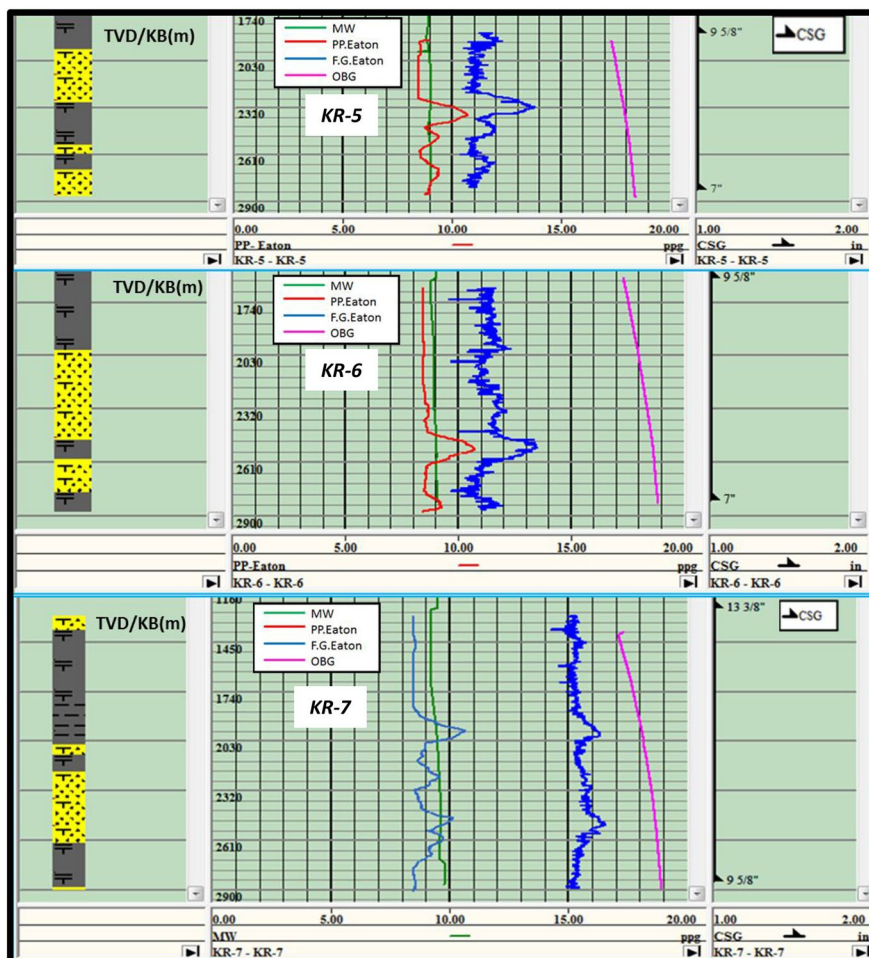 TVD/KB(m)
1740
2030
2320
2610
2900
MW
PP.Eaton
F.G.Eaton
OBG
KR-5
9 5/8"
CSG
7"
0.00 5.00 10.00 15.00 20.00
PP- Eaton ppg
KR-5 - KR-5
1.00 2.00
CSG in
KR-5 - KR-5
TVD/KB(m)
1740
2030
2320
2610
2900
MW
PP.Eaton
F.G.Eaton
OBG
KR-6
9 5/8"
7"
0.00 5.00 10.00 15.00 20.00
PP-Eaton ppg
KR-6 - KR-6
1.00 2.00
CSG in
KR-6 - KR-6
TVD/KB(m)
1160
1450
1740
2030
2320
2610
2900
MW
PP.Eaton
F.G.Eaton
OBG
KR-7
13 3/8"
CSG
9 5/8"
0.00 5.00 10.00 15.00 20.00
MW ppg
KR-7 - KR-7
1.00 2.00
CSG in
KR-7 - KR-7